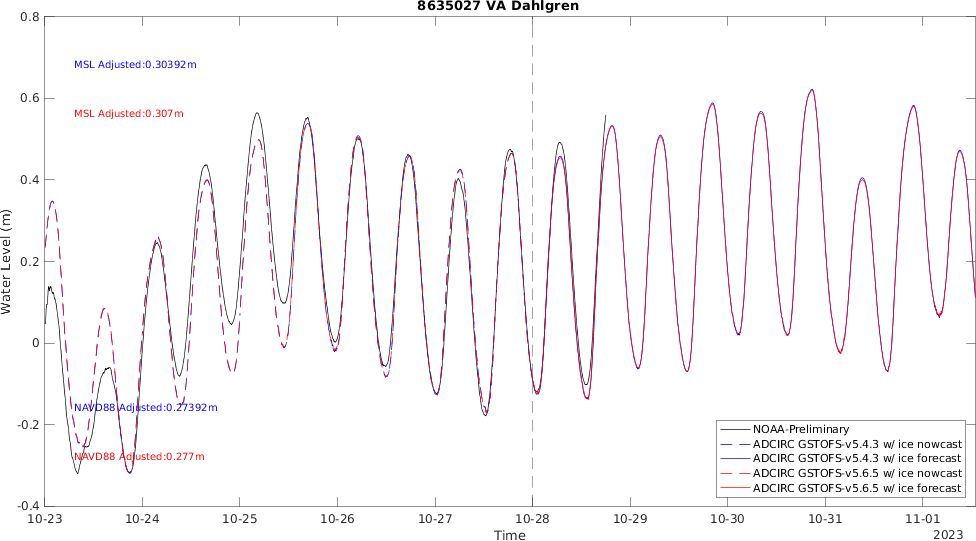 8635027 VA Dahlgren
Water Level (m)
0.8
0.6
0.4
0.2
0
-0.2
-0.4
MSL Adjusted:0.30392m
MSL Adjusted:0.307m
NAVD88 Adjusted:0.27392m
NAVD88 Adjusted:0.277m
NOAA-Preliminary
ADCIRC GSTOFS-v5.4.3 w/ ice nowcast
ADCIRC GSTOFS-v5.4.3 w/ ice forecast
ADCIRC GSTOFS-v5.6.5 w/ ice nowcast
ADCIRC GSTOFS-v5.6.5 w/ ice forecast
10-23 10-24 10-25 10-26 10-27 10-28 10-29 10-30 10-31 11-01
Time
2023